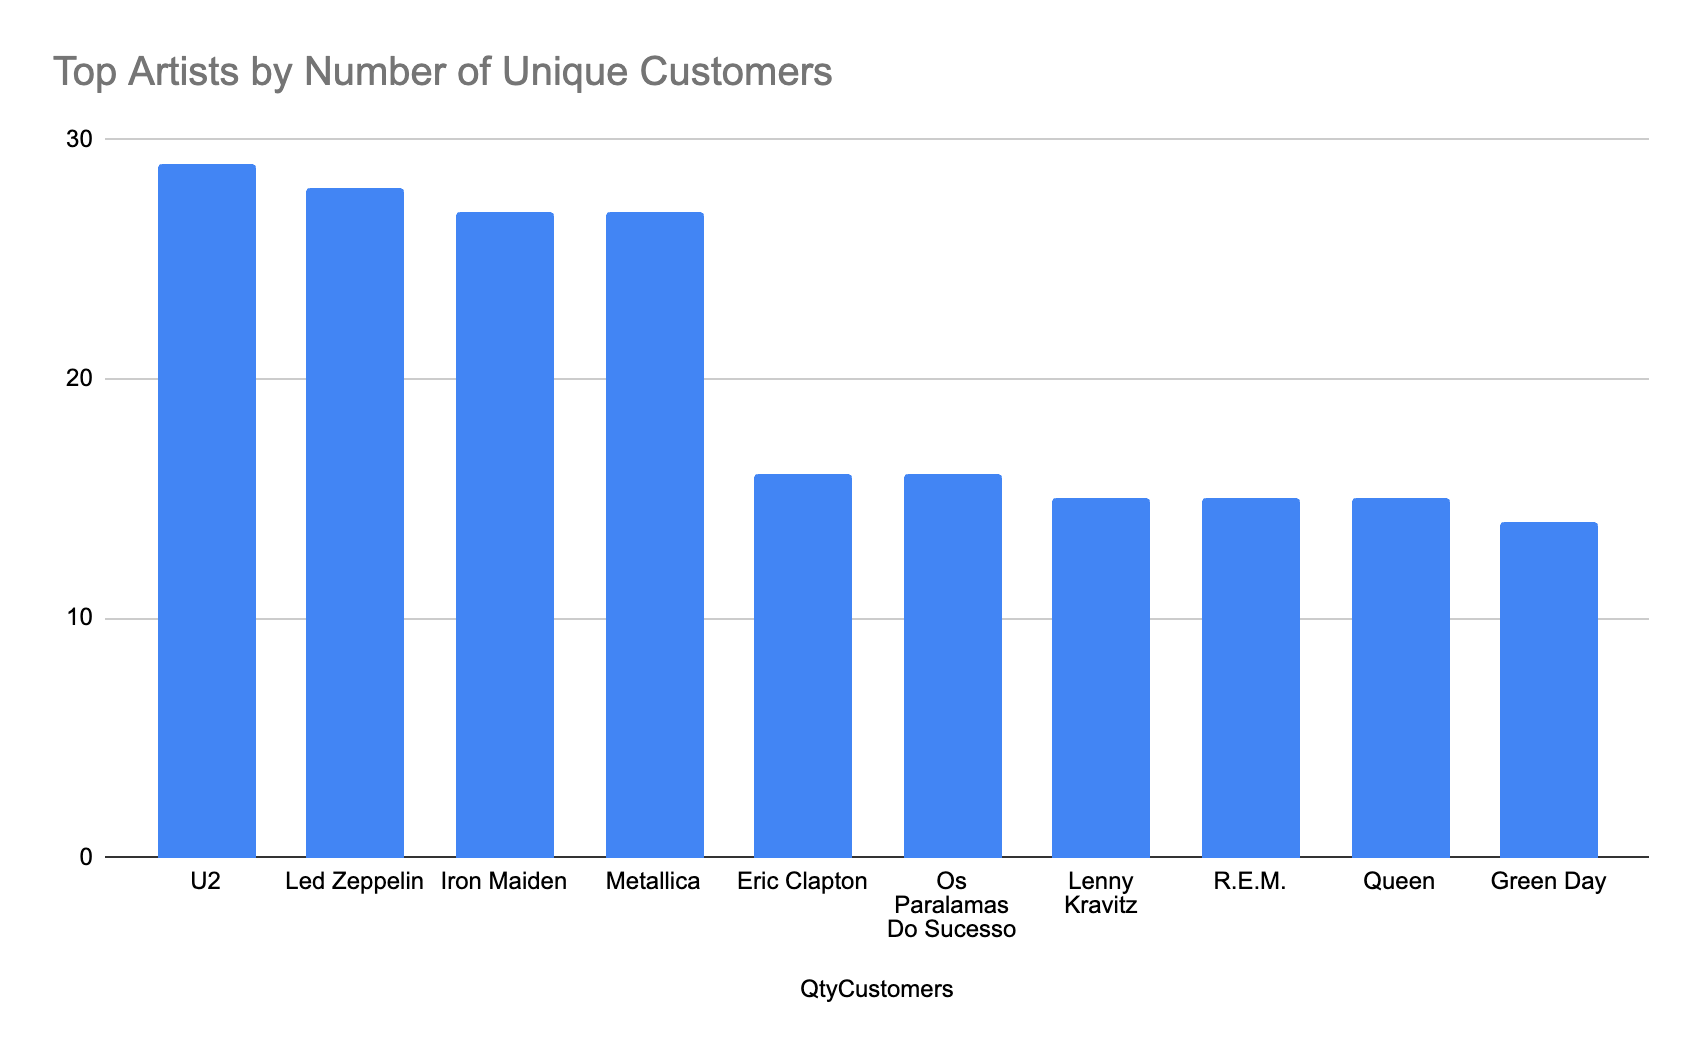 Top Artists by Number of Unique Customers
30
20
10
0
U2
Led Zeppelin
Iron Maiden
Metallica
Eric Clapton
Os
Paralamas
Do Sucesso
Lenny
Kravitz
R.E.M.
Queen
Green Day
QtyCustomers